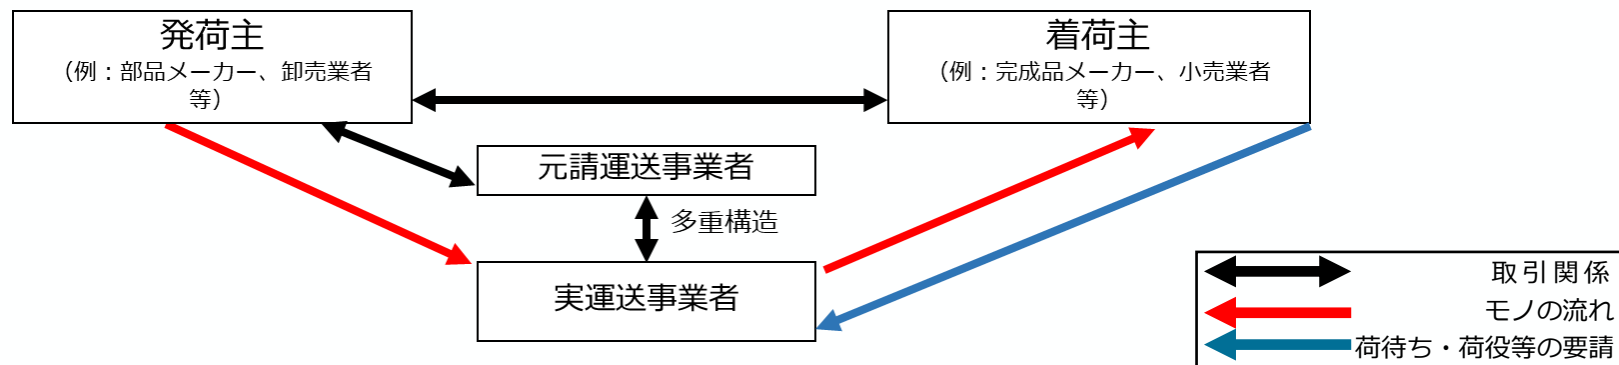 発荷主
（例：部品メーカー、卸売業者
等）
着荷主
（例：完成品メーカー、小売業者
等）
元請運送事業者
多重構造
実運送事業者
取引関係
モノの流れ
荷待ち・荷役等の要請